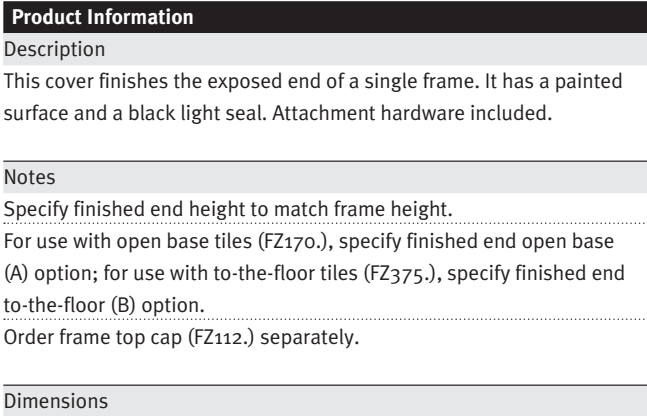 Product Information
Description
This cover finishes the exposed end of a single frame. It has a painted
surface and a black light seal. Attachment hardware included.
Notes
Specify finished end height to match frame height.
For use with open base tiles (FZ170.), specify finished end open base
(A) option; for use with to-the-floor tiles (FZ375.), specify finished end
to-the-floor (B) option.
Order frame top cap (FZ112.) separately.
Dimensions